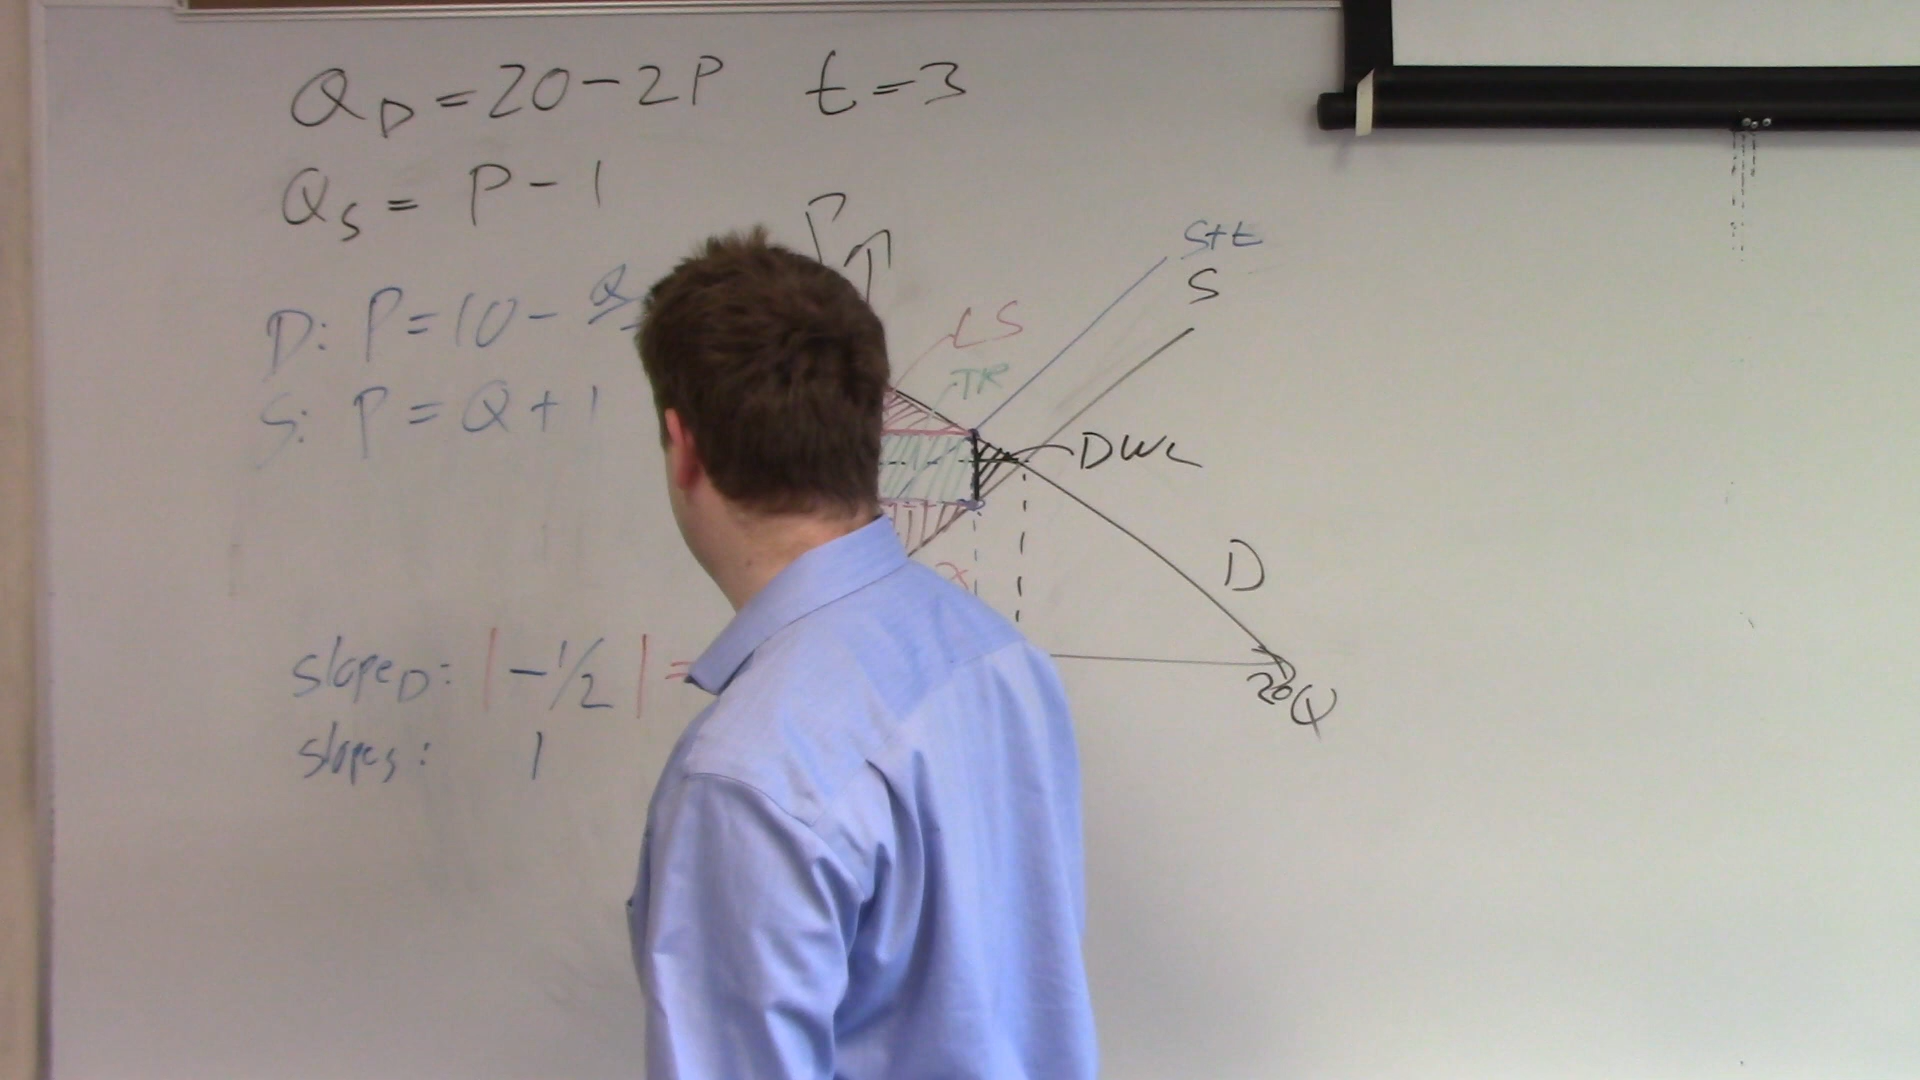 Q_D = 20 - 2P t = 3
Q_S = P - 1
D: P = 10 - Q
S: P = Q + 1
P
S+t
S
CS
TR
DWL
D
20 Q
slope_D: | -1/2 | =
slope_S: 1